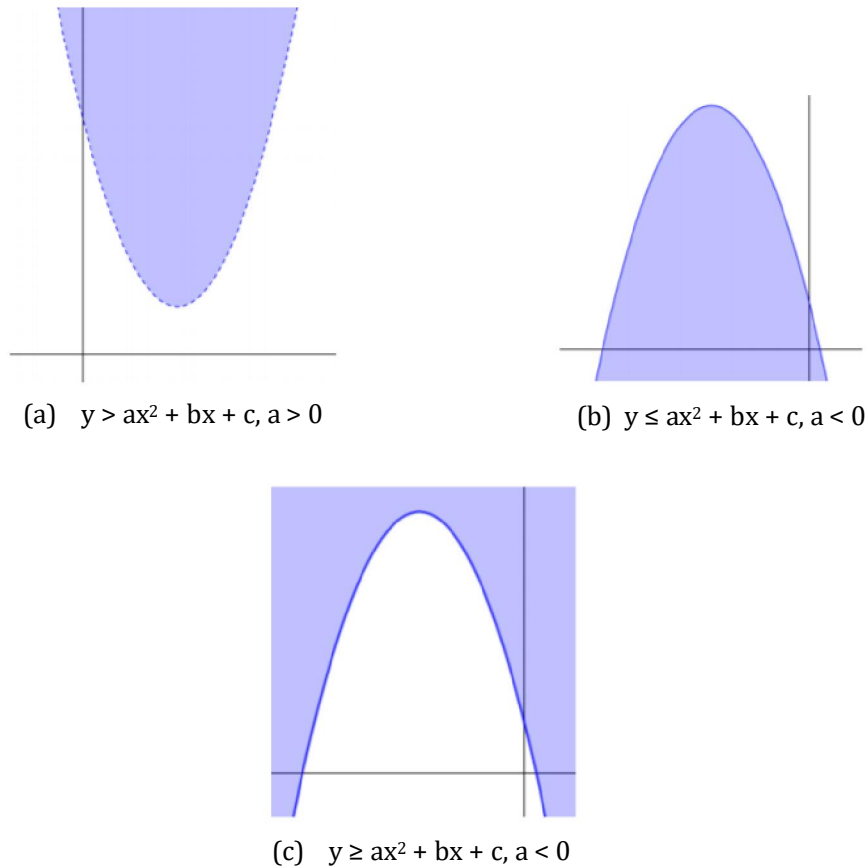 (a) y > ax² + bx + c, a > 0
(b) y ≤ ax² + bx + c, a < 0
(c) y ≥ ax² + bx + c, a < 0